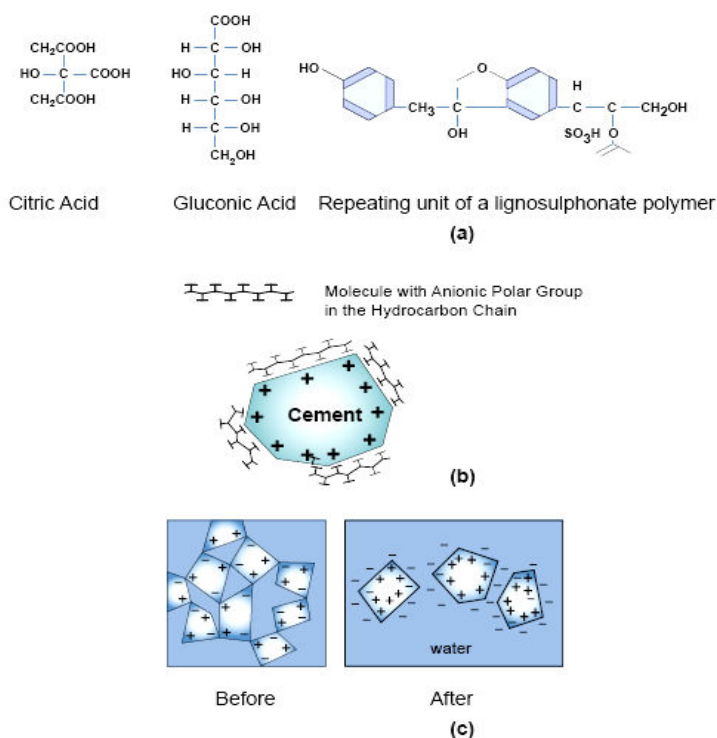 CH2COOH
HO – C – COOH
CH2COOH
COOH
H – C – OH
HO – C – H
H – C – OH
H – C – OH
CH2OH
HO
CH3
C
OH
O
H
C
SO3H
C
O
CH2OH
Citric Acid
Gluconic Acid
Repeating unit of a lignosulphonate polymer
(a)
Molecule with Anionic Polar Group
in the Hydrocarbon Chain
Cement
(b)
water
Before
After
(c)